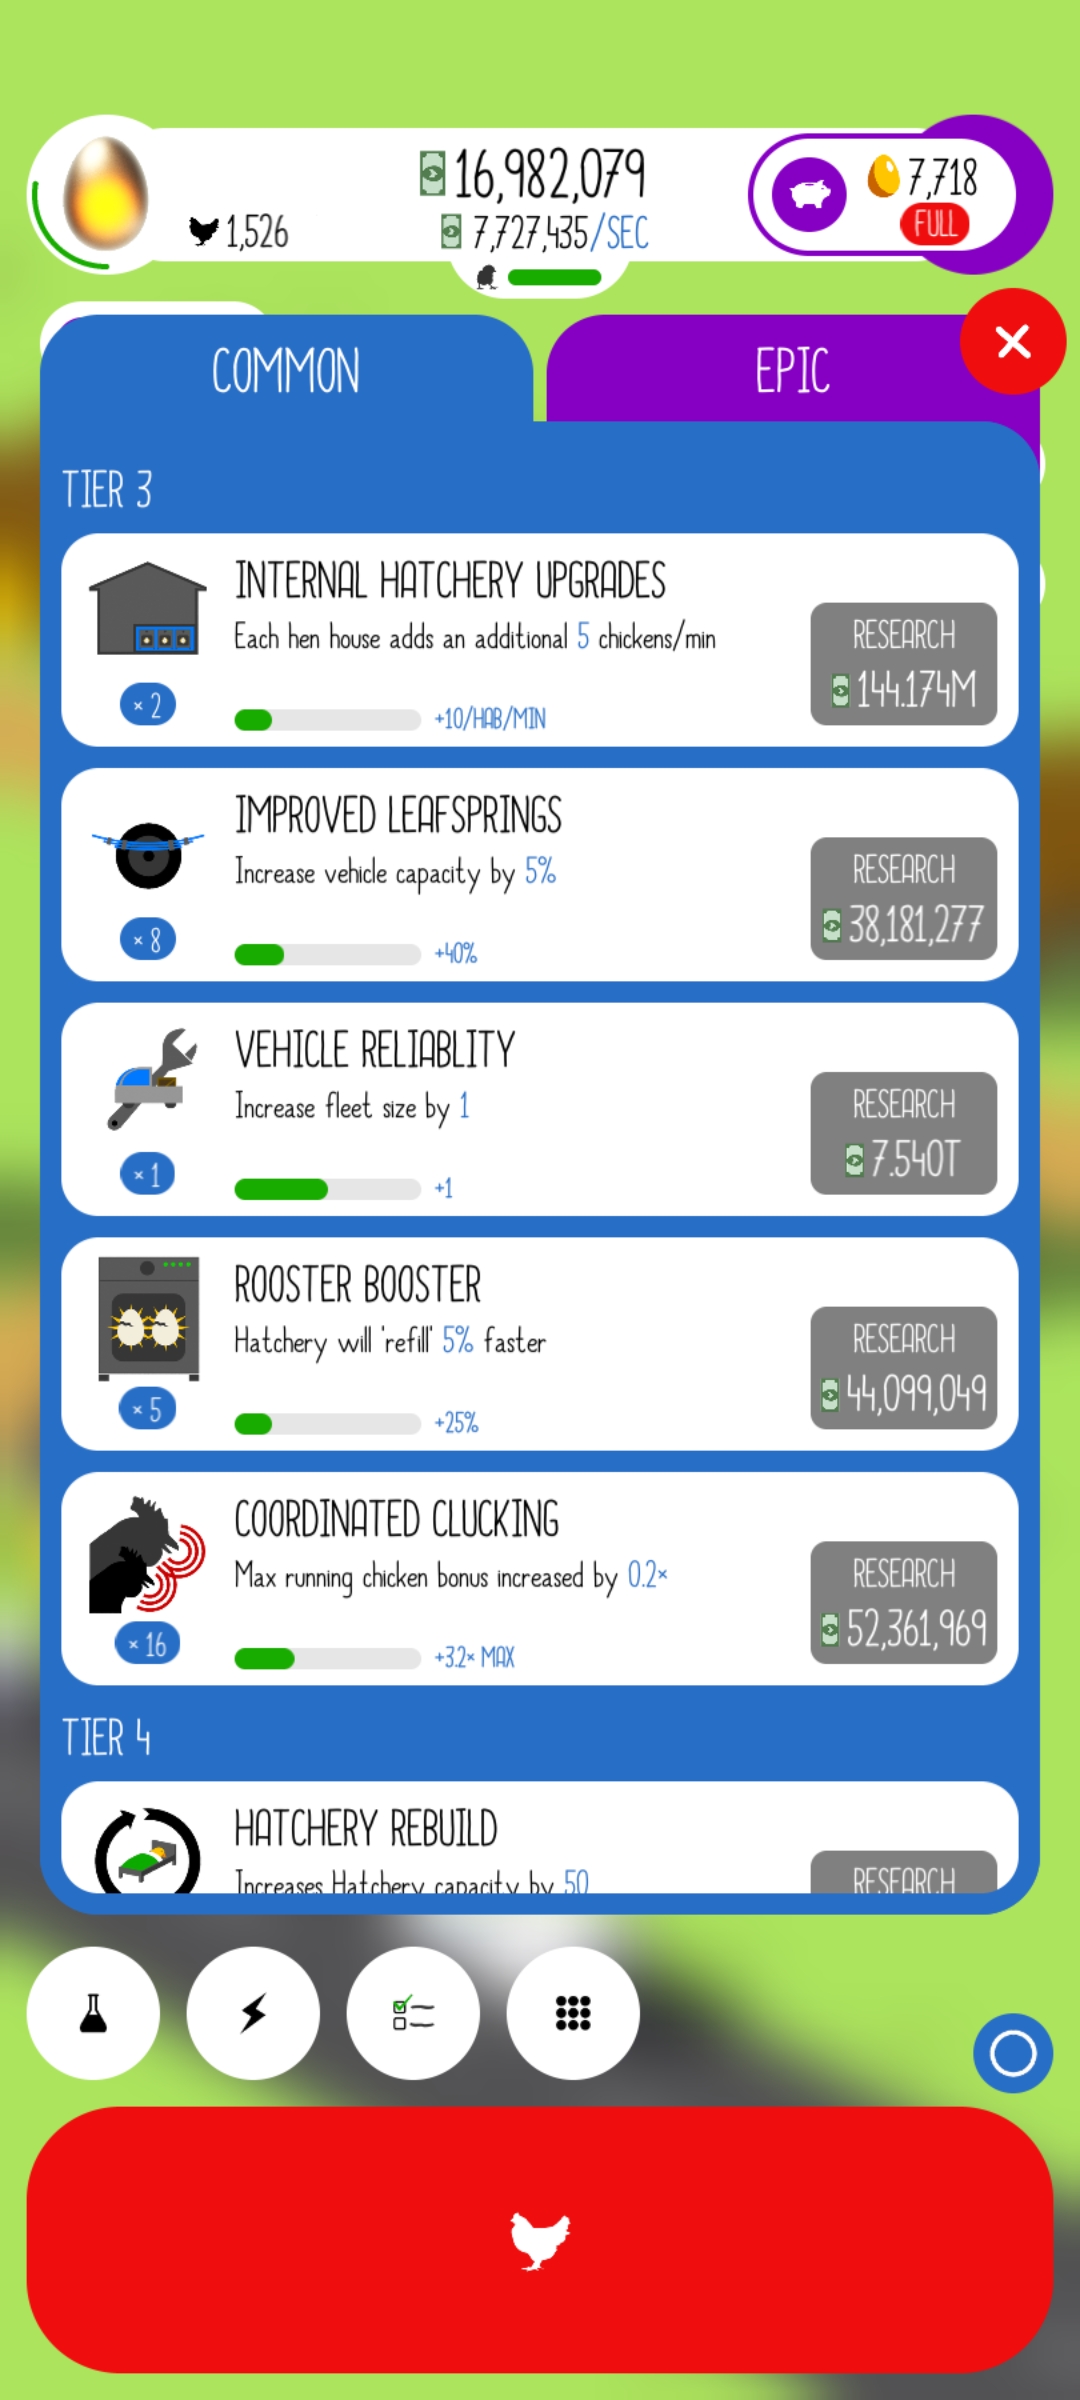 16,982,079
7,718
1,526
7,727,435/SEC
FULL
COMMON
EPIC
TIER 3
INTERNAL HATCHERY UPGRADES
Each hen house adds an additional 5 chickens/min
RESEARCH
144.174M
× 2
+10/HAB/MIN
IMPROVED LEAFSPRINGS
Increase vehicle capacity by 5%
RESEARCH
38,181,277
× 8
+40%
VEHICLE RELIABLITY
Increase fleet size by 1
RESEARCH
7.540T
× 1
+1
ROOSTER BOOSTER
Hatchery will 'refill' 5% faster
RESEARCH
44,099,049
× 5
+25%
COORDINATED CLUCKING
Max running chicken bonus increased by 0.2×
RESEARCH
52,361,969
× 16
+3.2× MAX
TIER 4
HATCHERY REBUILD
Increases Hatchery capacity by 50
RESEARCH